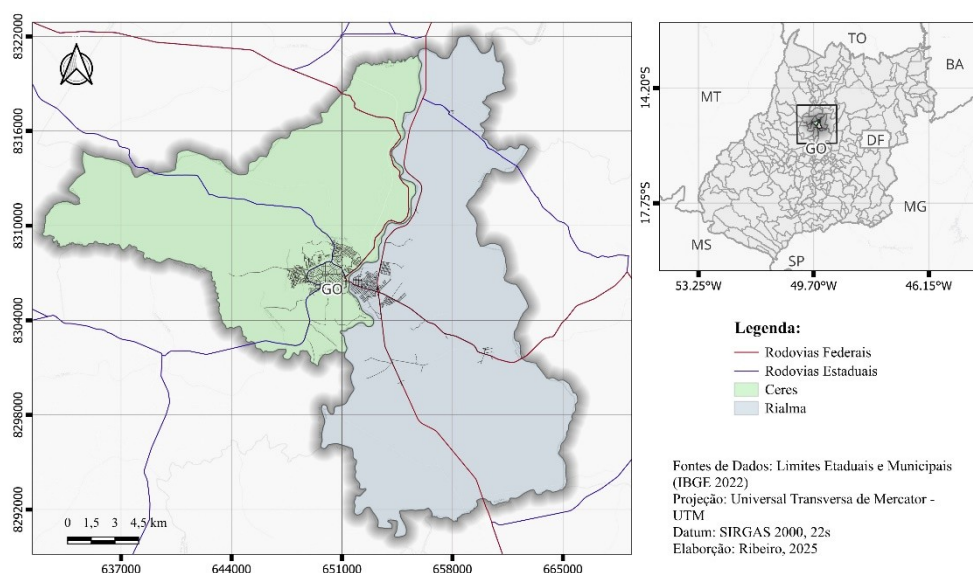 8322000
8316000
8310000
8304000
8298000
8292000
GO
0 1,5 3 4,5 km
637000 644000 651000 658000 665000
TO
BA
MT
14.20°S
DF
GO
17.75°S
MG
MS
SP
53.25°W 49.70°W 46.15°W
Legenda:
Rodovias Federais
Rodovias Estaduais
Ceres
Rialma
Fontes de Dados: Limites Etaduais e Municipais
(IBGE 2022)
Projeção: Universal Transversa de Mercator -
UTM
Datum: SIRGAS 2000, 22s
Elaborção: Ribeiro, 2025